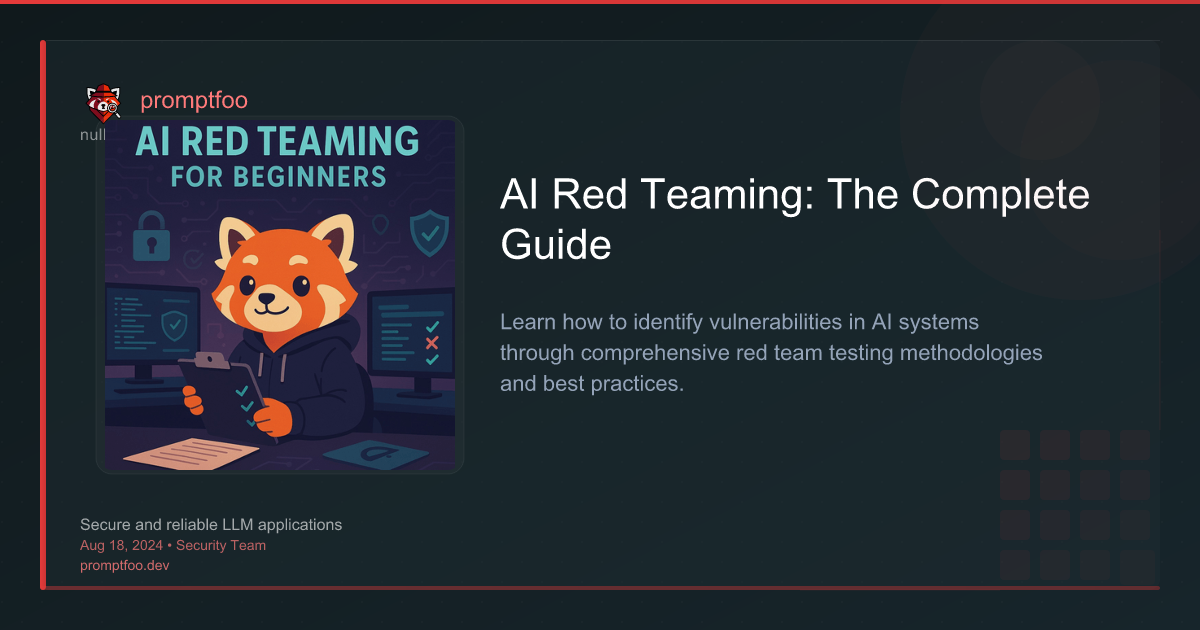 promptfoo
null
AI RED TEAMING
FOR BEGINNERS
AI Red Teaming: The Complete
Guide
Learn how to identify vulnerabilities in AI systems
through comprehensive red team testing methodologies
and best practices.
Secure and reliable LLM applications
Aug 18, 2024 • Security Team
promptfoo.dev